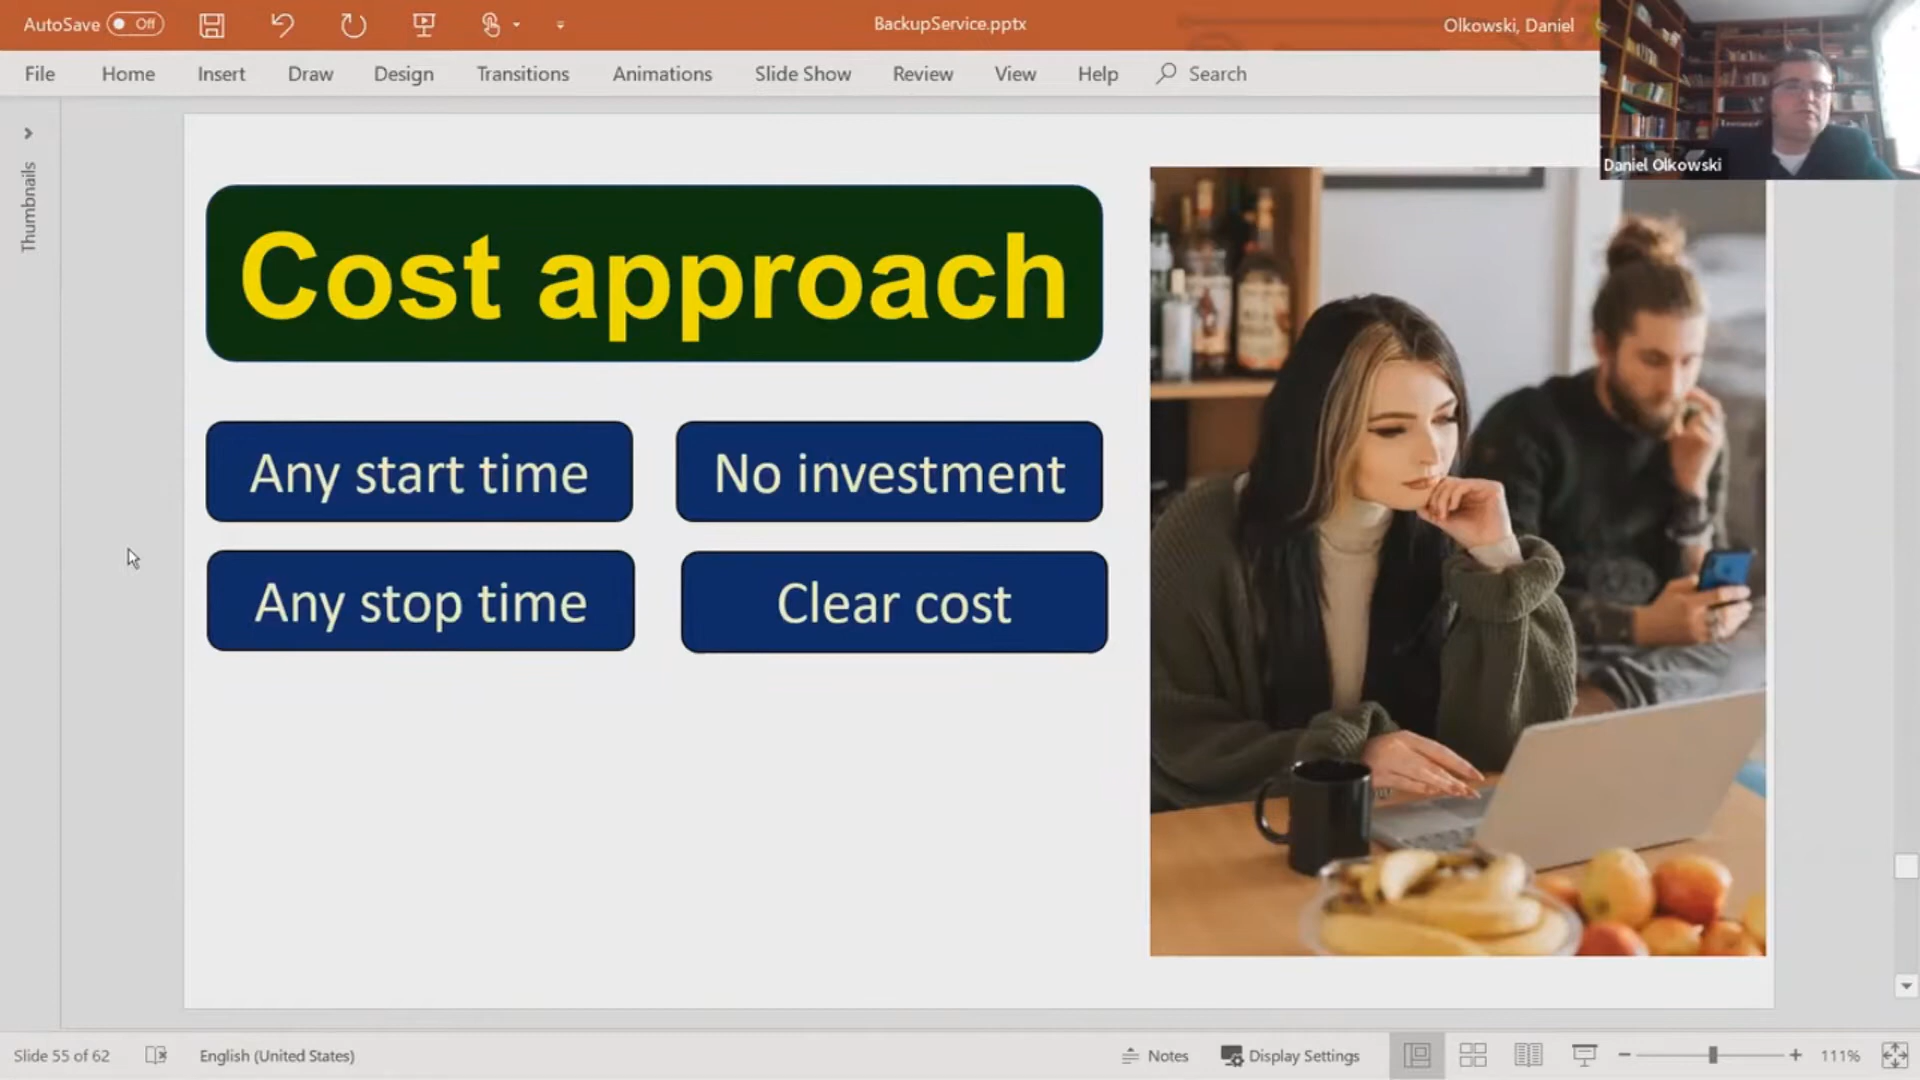 AutoSave Off
BackupService.pptx
Olkowski, Daniel
File Home Insert Draw Design Transitions Animations Slide Show Review View Help Search
Daniel Olkowski
Thumbnails
Cost approach
Any start time
No investment
Any stop time
Clear cost
Slide 55 of 62
English (United States)
Notes
Display Settings
111%